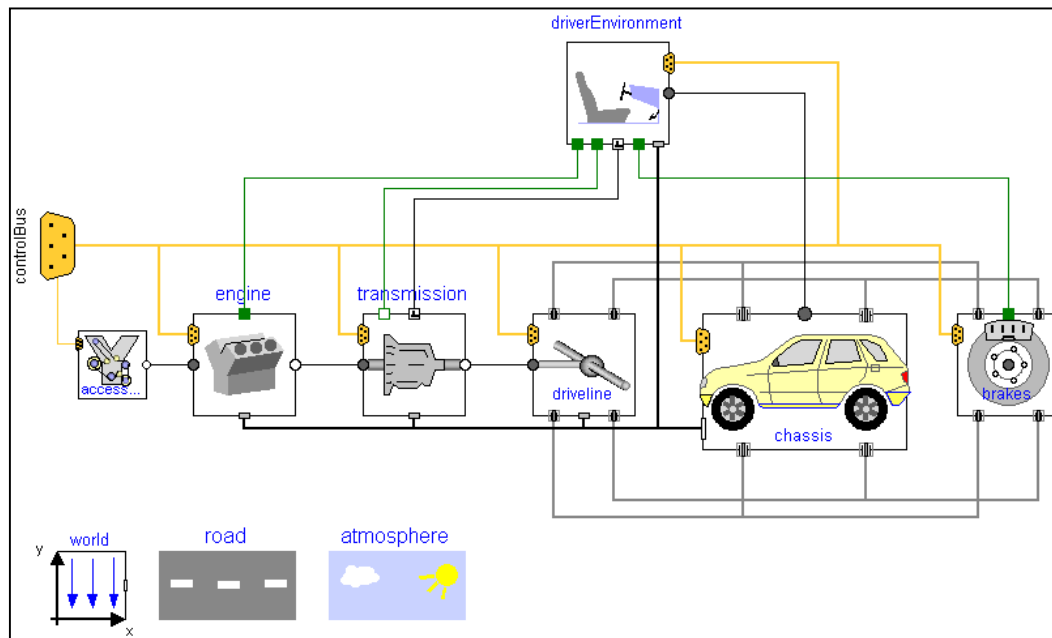 driverEnvironment
controlBus
engine
transmission
access...
driveline
chassis
brakes
world
y
x
road
atmosphere